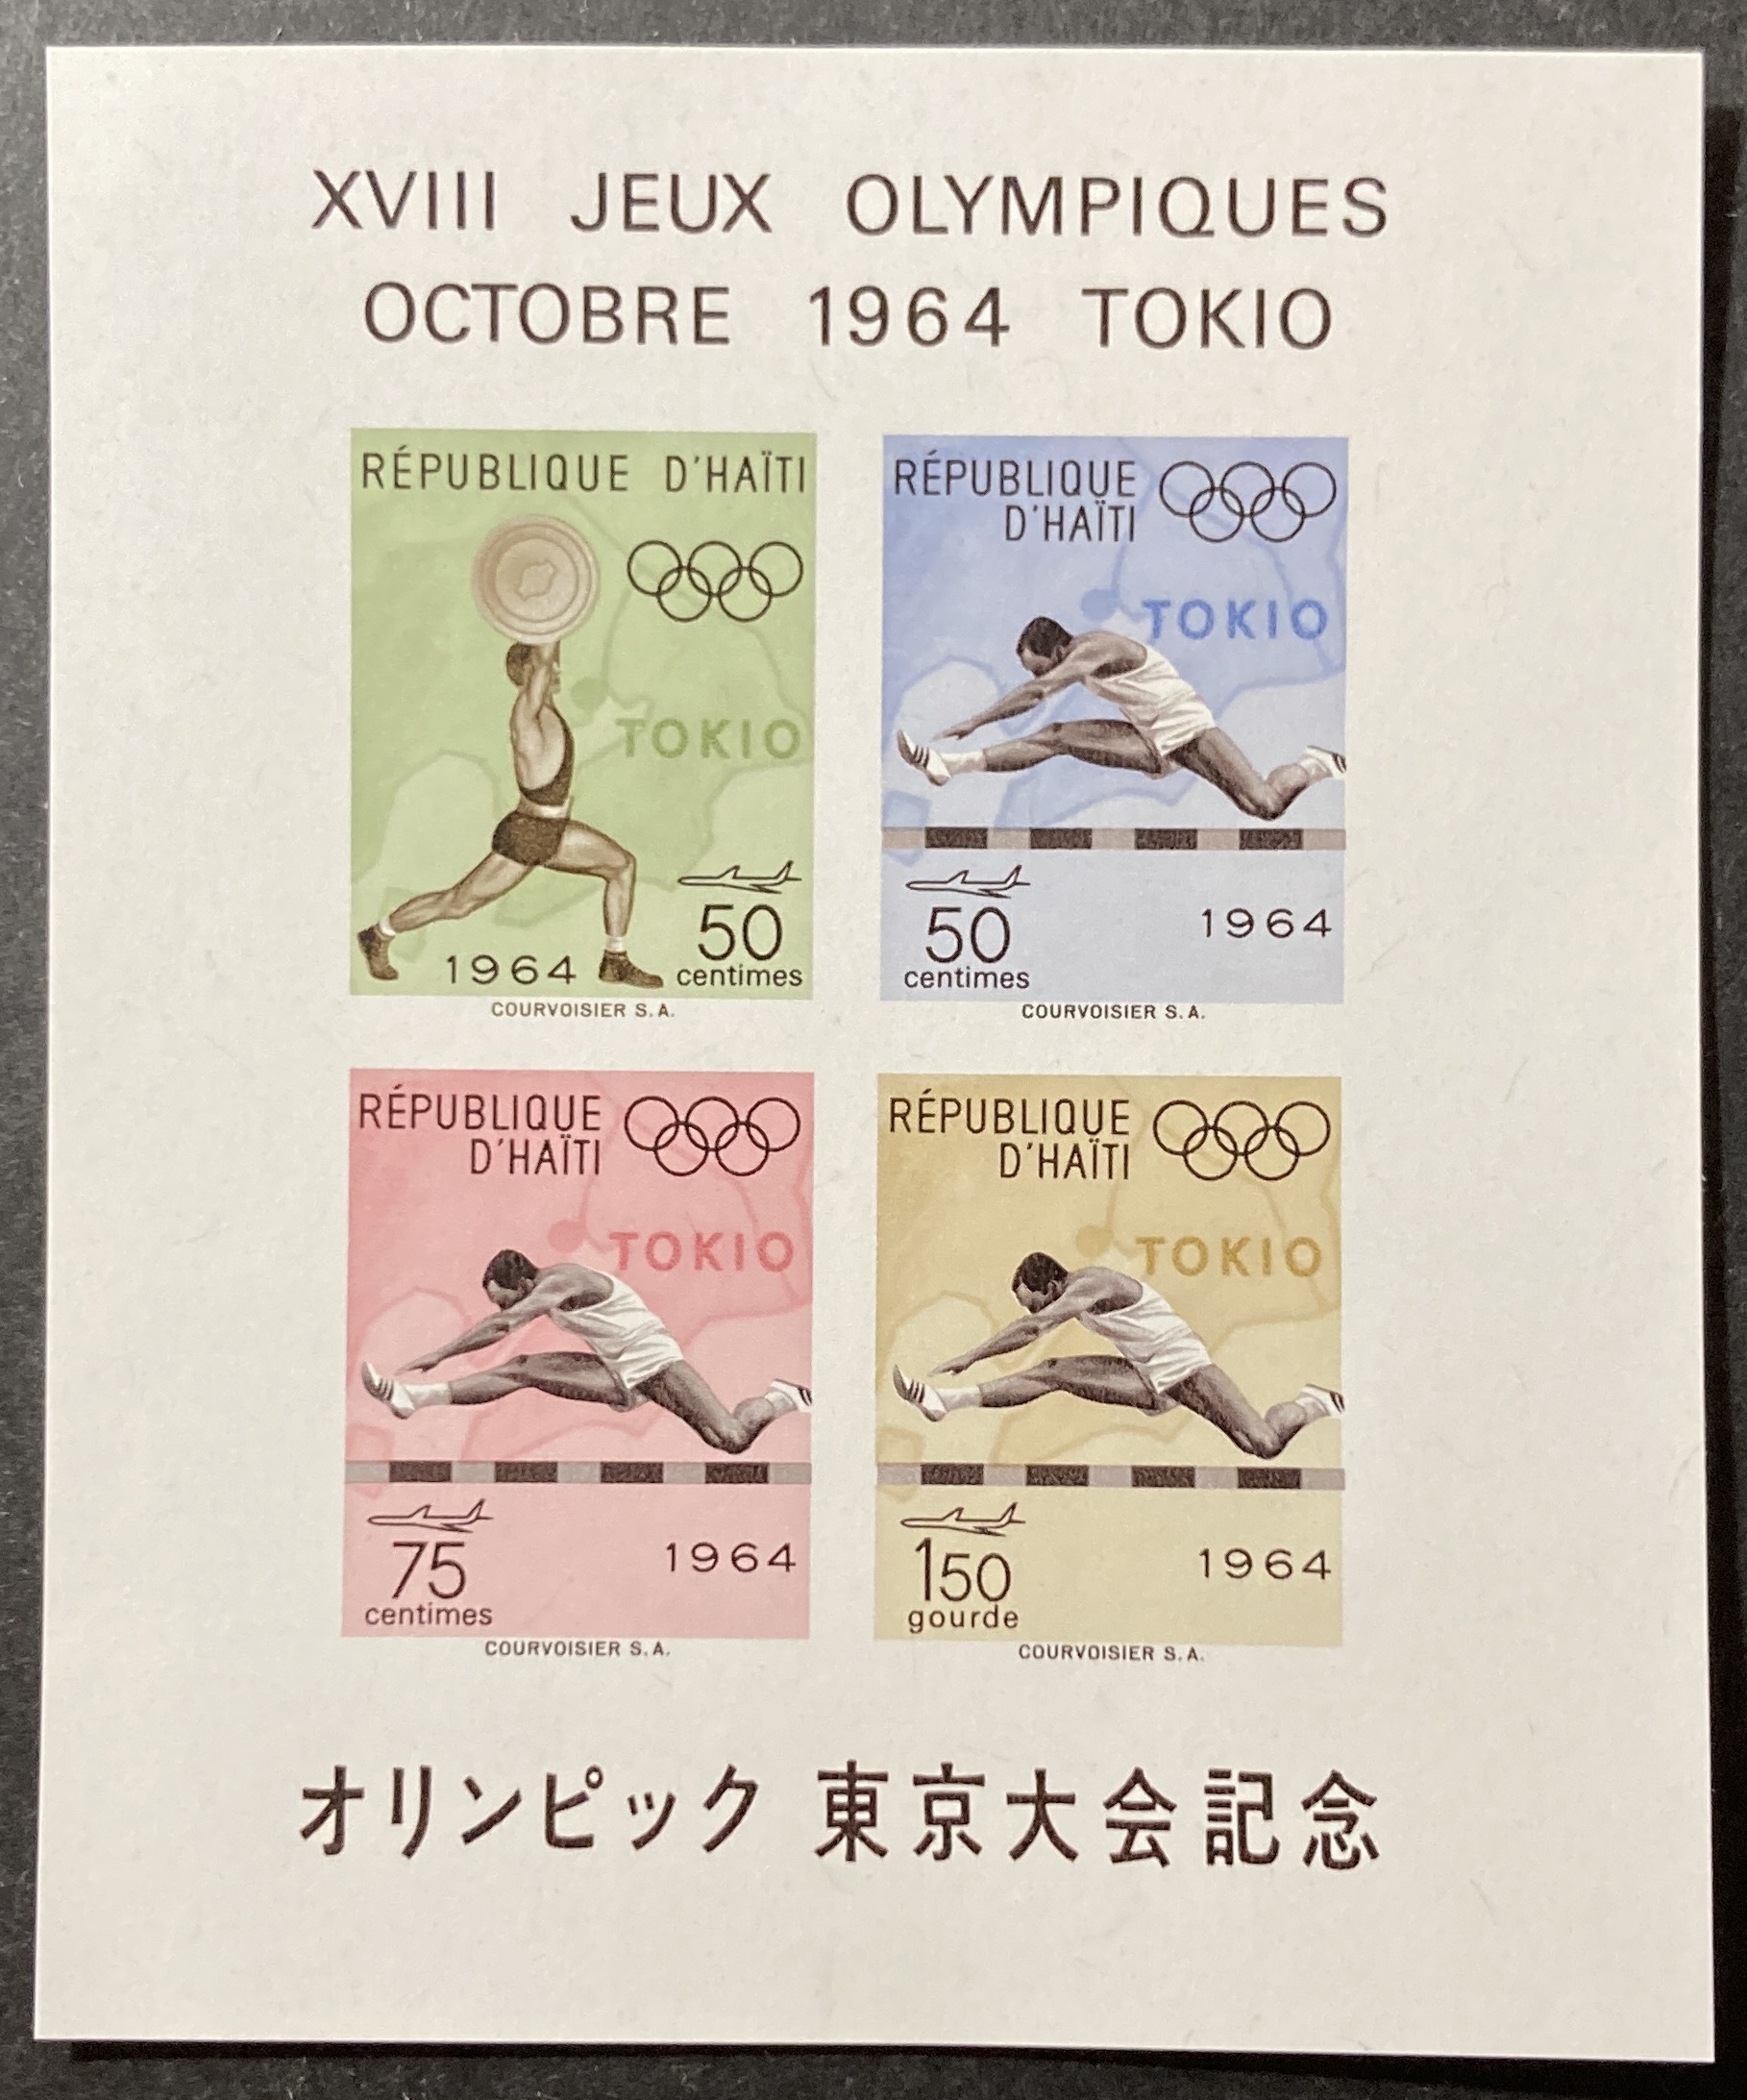 XVIII JEUX OLYMPIQUES
OCTOBRE 1964 TOKIO
RÉPUBLIQUE D'HAÏTI
TOKIO
1964
50
centimes
COURVOISIER S.A.
RÉPUBLIQUE
D'HAÏTI
TOKIO
50
centimes
1964
COURVOISIER S.A.
RÉPUBLIQUE
D'HAÏTI
TOKIO
75
centimes
1964
COURVOISIER S.A.
RÉPUBLIQUE
D'HAÏTI
TOKIO
150
gourde
1964
COURVOISIER S.A.
オリンピック 東京大会記念